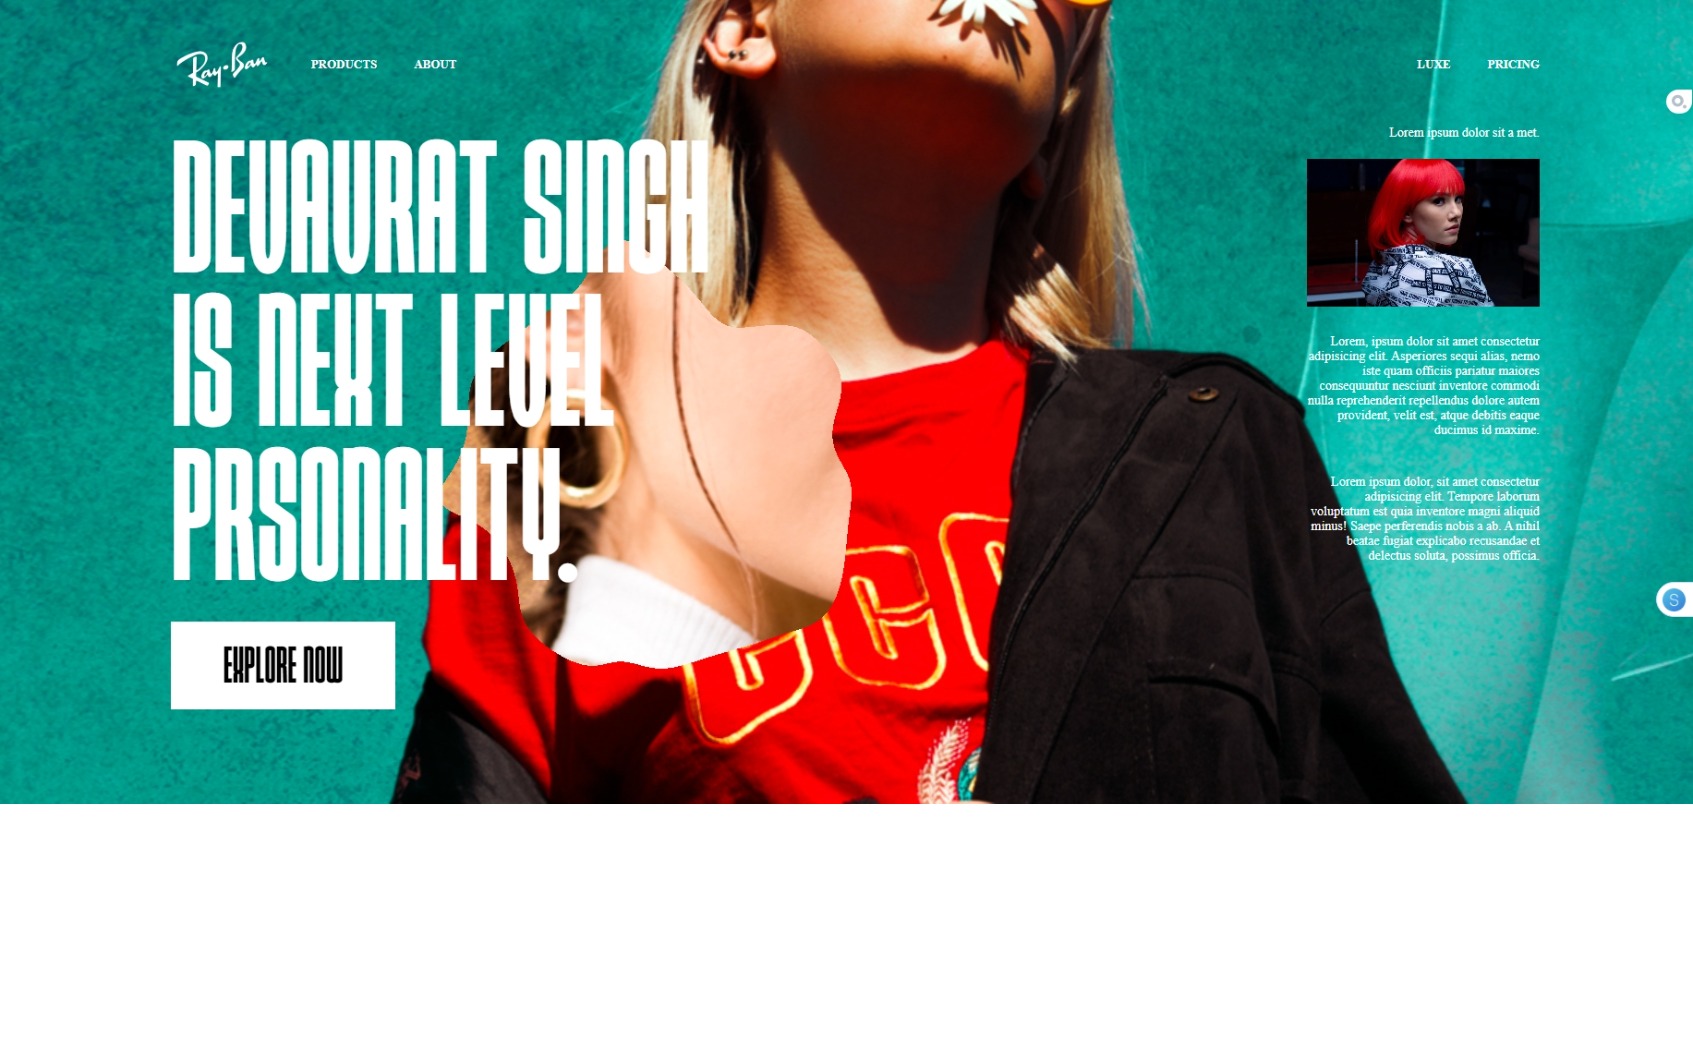 Ray-Ban
PRODUCTS
ABOUT
LUXE
PRICING
DEVAVRAT SINGH
IS NEXT LEVEL
PRSONALITY.
EXPLORE NOW
Lorem ipsum dolor sit a met.
Lorem, ipsum dolor sit amet consectetur
adipisicing elit. Asperiores sequi alias, nemo
iste quam officiis pariatur maiores
consequuntur nesciunt inventore commodi
nulla reprehenderit repellendus dolore autem
provident, velit est, atque debitis eaque
ducimus id maxime.
Lorem ipsum dolor, sit amet consectetur
adipisicing elit. Tempore laborum
voluptatum est quia inventore magni aliquid
minus! Saepe perferendis nobis a ab. A nihil
beatae fugiat explicabo recusandae et
delectus soluta, possimus officia.
S